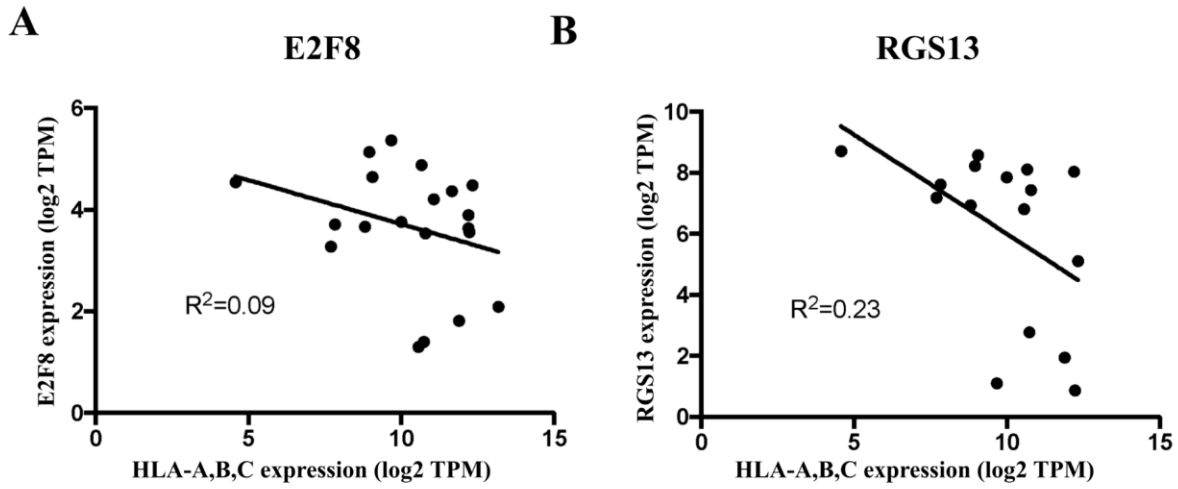 A
E2F8
E2F8 expression (log2 TPM)
6
4
2
0
R²=0.09
0 5 10 15
HLA-A,B,C expression (log2 TPM)
B
RGS13
RGS13 expression (log2 TPM)
10
8
6
4
2
0
R²=0.23
0 5 10 15
HLA-A,B,C expression (log2 TPM)